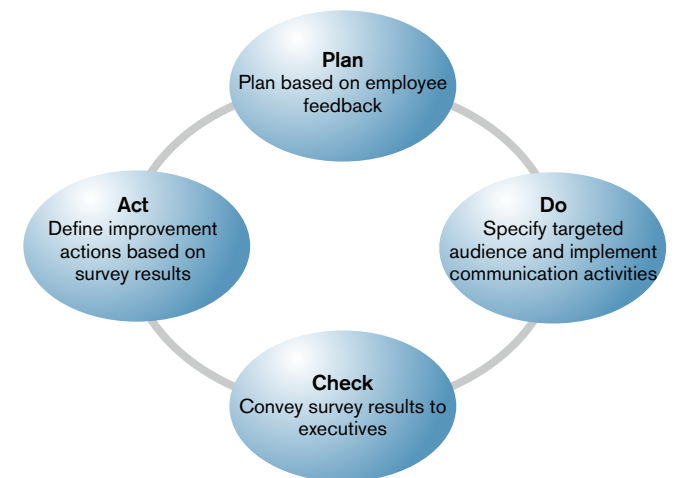 Plan
Plan based on employee
feedback
Act
Define improvement
actions based on
survey results
Do
Specify targeted
audience and implement
communication activities
Check
Convey survey results to
executives